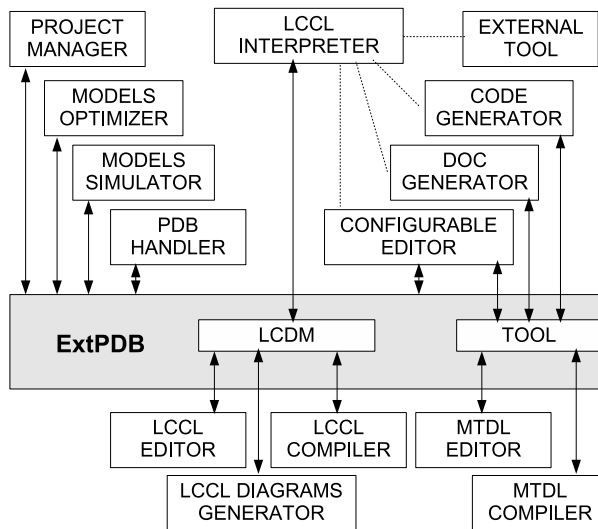 PROJECT
MANAGER
LCCL
INTERPRETER
EXTERNAL
TOOL
MODELS
OPTIMIZER
CODE
GENERATOR
MODELS
SIMULATOR
DOC
GENERATOR
PDB
HANDLER
CONFIGURABLE
EDITOR
ExtPDB
LCDM
TOOL
LCCL
EDITOR
LCCL
COMPILER
MTDL
EDITOR
LCCL DIAGRAMS
GENERATOR
MTDL
COMPILER